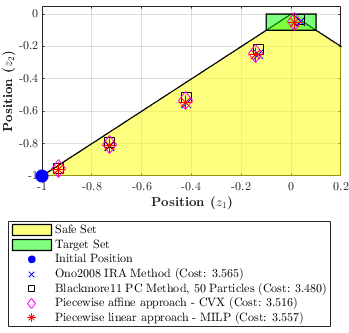 0
-0.2
-0.4
-0.6
-0.8
-1
-1 -0.8 -0.6 -0.4 -0.2 0 0.2
Position (z₂)
Position (z₁)
Safe Set
Target Set
Initial Position
Ono2008 IRA Method (Cost: 3.565)
Blackmore11 PC Method, 50 Particles (Cost: 3.480)
Piecewise affine approach - CVX (Cost: 3.516)
Piecewise linear approach - MILP (Cost: 3.557)